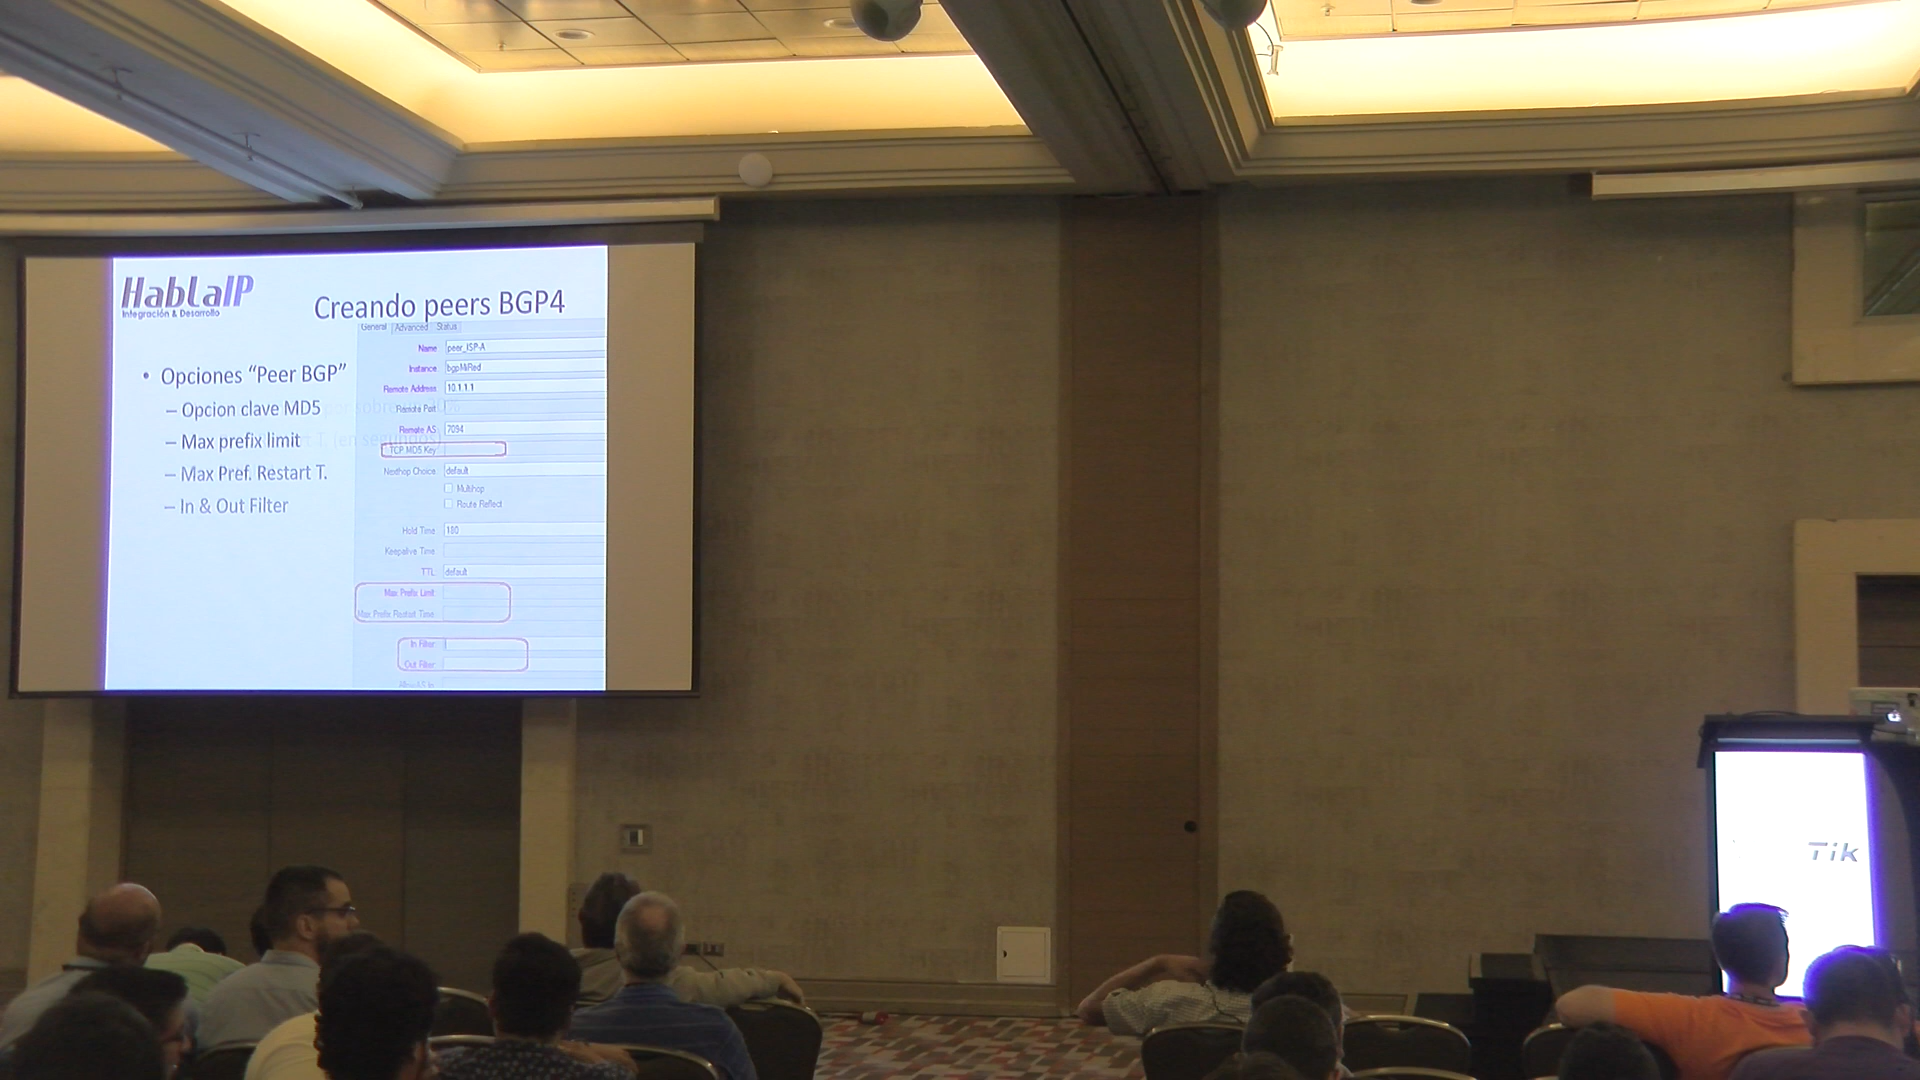 HablaIP
Integración & Desarrollo
Creando peers BGP4
• Opciones “Peer BGP”
– Opcion clave MD5
– Max prefix limit
– Max Pref. Restart T.
– In & Out Filter
General Advanced Status
Name: peer_ISP-A
Instance: bgpMiRed
Remote Address: 10.1.1.1
Remote Port:
Remote AS: 7094
TCP MD5 Key:
Nexthop Choice: default
Multihop
Route Reflect
Hold Time: 180
Keepalive Time:
TTL: default
Max Prefix Limit:
Max Prefix Restart Time:
In Filter:
Out Filter:
Allow AS In:
Tik